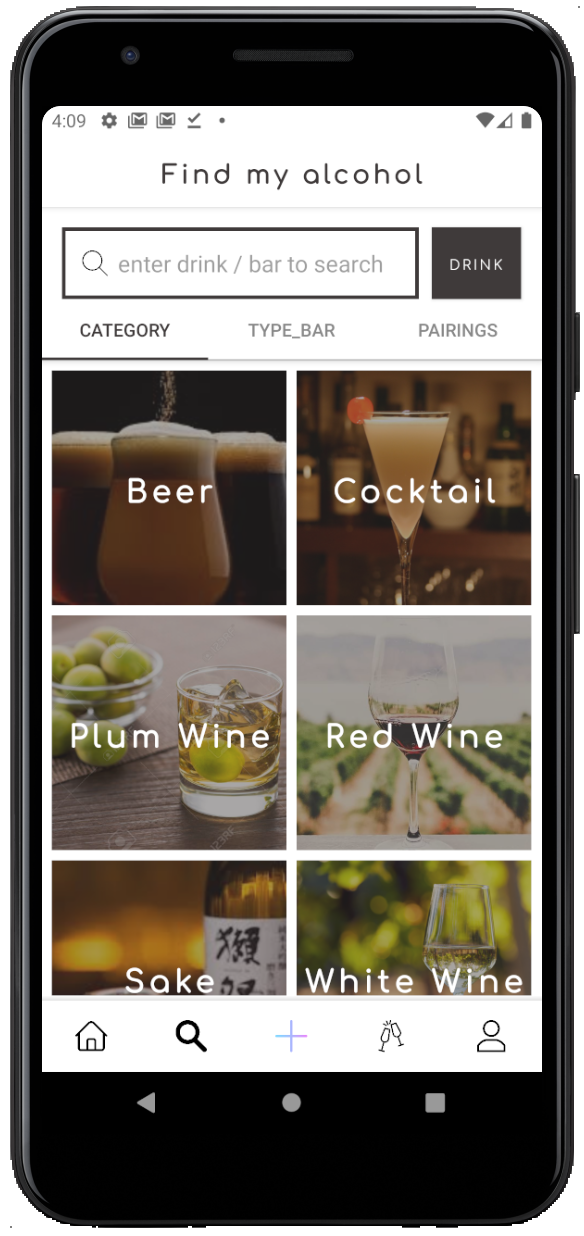 4:09
Find my alcohol
enter drink / bar to search
DRINK
CATEGORY TYPE_BAR PAIRINGS
Beer
Cocktail
Plum Wine
Red Wine
獺
Sake
White Wine